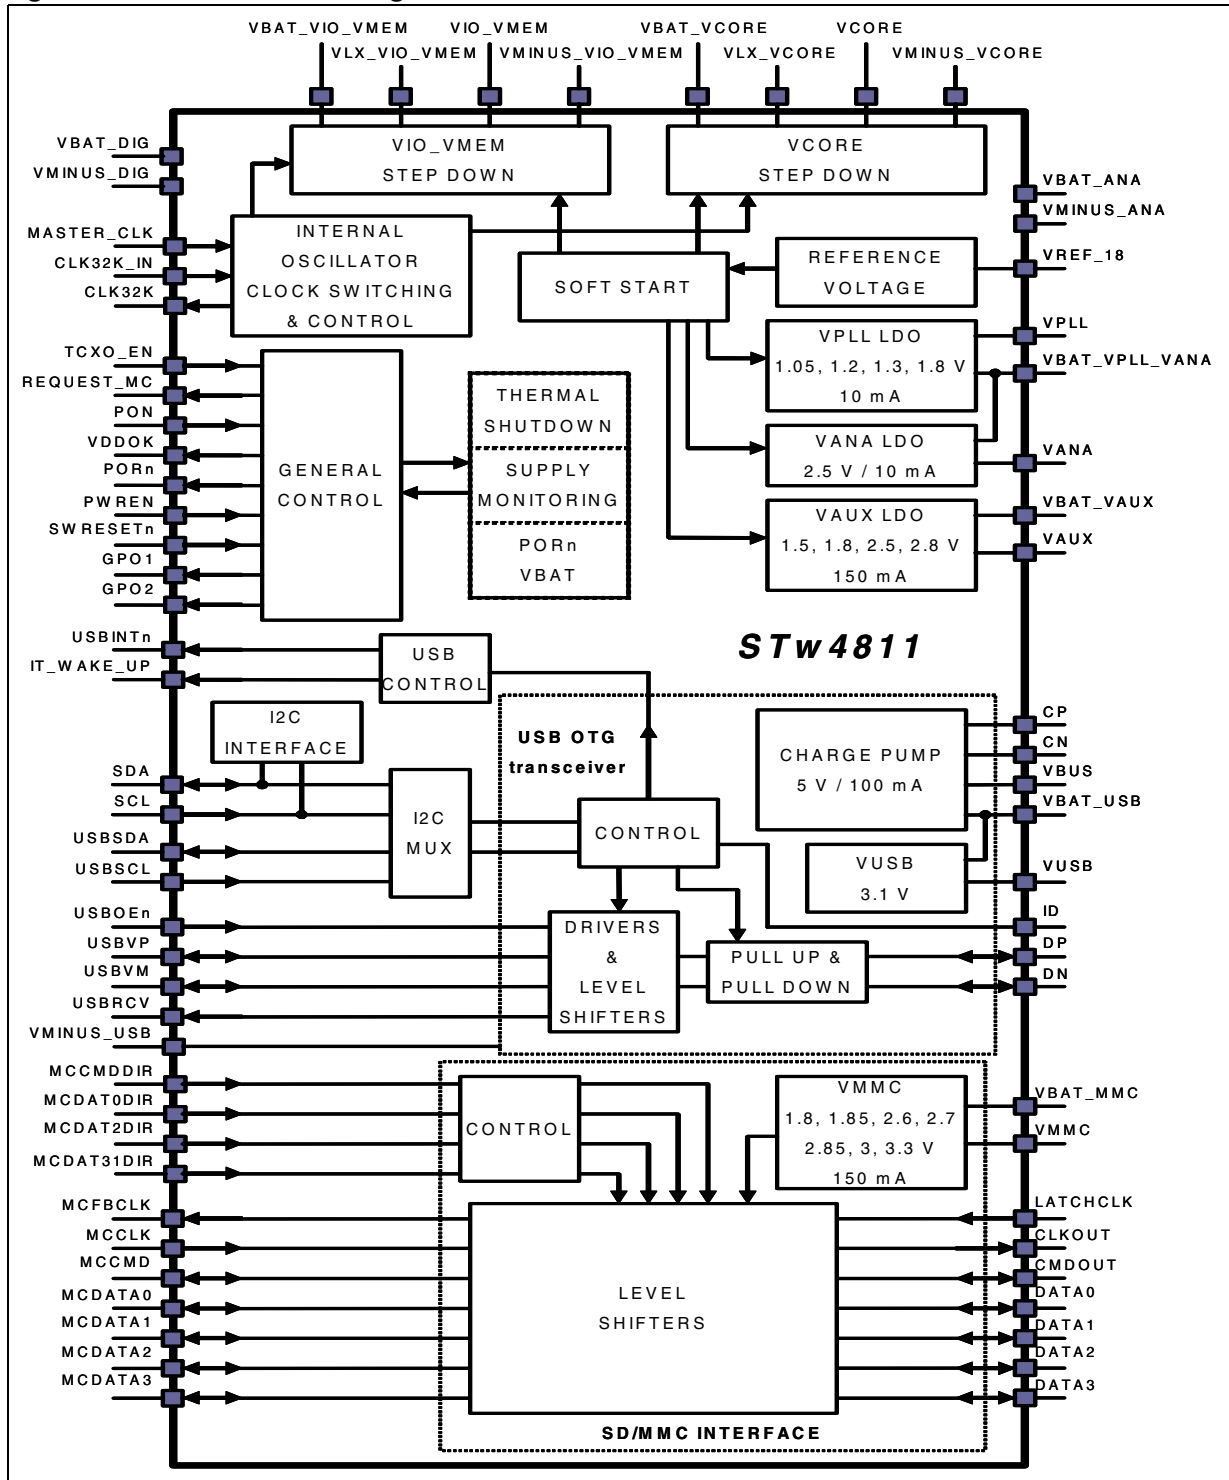 VBAT_VIO_VMEM
VIO_VMEM
VBAT_VCORE
VCORE
VLX_VIO_VMEM
VMINUS_VIO_VMEM
VLX_VCORE
VMINUS_VCORE
VBAT_DIG
VMINUS_DIG
MASTER_CLK
CLK32K_IN
CLK32K
TCXO_EN
REQUEST_MC
PON
VDDOK
PORn
PWREN
SWRESETn
GPO1
GPO2
USBINTn
IT_WAKE_UP
SDA
SCL
USBSDA
USBSCL
USBOEn
USBVP
USBVM
USBRCV
VMINUS_USB
MCCMDDIR
MCDAT0DIR
MCDAT2DIR
MCDAT31DIR
MCFBCLK
MCCLK
MCCMD
MCDATA0
MCDATA1
MCDATA2
MCDATA3
VIO_VMEM
STEP DOWN
VCORE
STEP DOWN
INTERNAL
OSCILLATOR
CLOCK SWITCHING
& CONTROL
SOFT START
REFERENCE
VOLTAGE
VPLL LDO
1.05, 1.2, 1.3, 1.8 V
10 mA
VANA LDO
2.5 V / 10 mA
VAUX LDO
1.5, 1.8, 2.5, 2.8 V
150 mA
GENERAL
CONTROL
THERMAL
SHUTDOWN
SUPPLY
MONITORING
PORn
VBAT
STw4811
USB
CONTROL
I2C
INTERFACE
USB OTG
transceiver
CHARGE PUMP
5 V / 100 mA
I2C
MUX
CONTROL
VUSB
3.1 V
DRIVERS
&
LEVEL
SHIFTERS
PULL UP &
PULL DOWN
CONTROL
VMMC
1.8, 1.85, 2.6, 2.7
2.85, 3, 3.3 V
150 mA
LEVEL
SHIFTERS
SD/MMC INTERFACE
VBAT_ANA
VMINUS_ANA
VREF_18
VPLL
VBAT_VPLL_VANA
VANA
VBAT_VAUX
VAUX
CP
CN
VBUS
VBAT_USB
VUSB
ID
DP
DN
VBAT_MMC
VMMC
LATCHCLK
CLKOUT
CMDOUT
DATA0
DATA1
DATA2
DATA3